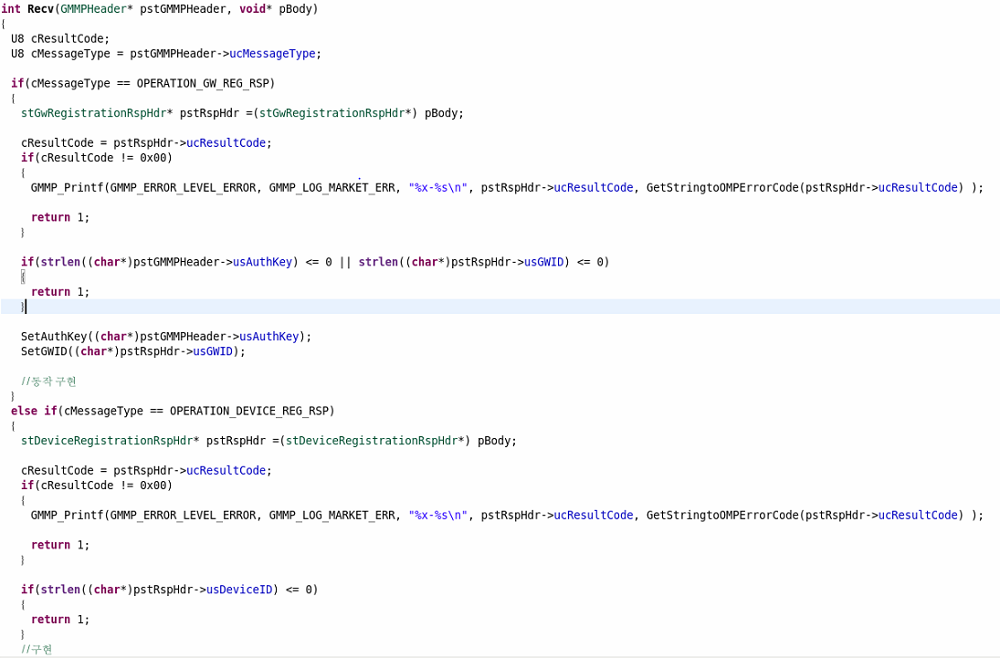 int Recv(GMMPHeader* pstGMMPHeader, void* pBody)
{
U8 cResultCode;
U8 cMessageType = pstGMMPHeader->ucMessageType;
if(cMessageType == OPERATION_GW_REG_RSP)
{
stGwRegistrationRspHdr* pstRspHdr =(stGwRegistrationRspHdr*) pBody;
cResultCode = pstRspHdr->ucResultCode;
if(cResultCode != 0x00)
{
GMMP_Printf(GMMP_ERROR_LEVEL_ERROR, GMMP_LOG_MARKET_ERR, "%x-%s\n", pstRspHdr->ucResultCode, GetStringtoOMPErrorCode(pstRspHdr->ucResultCode) );
return 1;
}
if(strlen((char*)pstGMMPHeader->usAuthKey) <= 0 || strlen((char*)pstRspHdr->usGWID) <= 0)
{
return 1;
}
SetAuthKey((char*)pstGMMPHeader->usAuthKey);
SetGWID((char*)pstRspHdr->usGWID);
//동작 구현
}
else if(cMessageType == OPERATION_DEVICE_REG_RSP)
{
stDeviceRegistrationRspHdr* pstRspHdr =(stDeviceRegistrationRspHdr*) pBody;
cResultCode = pstRspHdr->ucResultCode;
if(cResultCode != 0x00)
{
GMMP_Printf(GMMP_ERROR_LEVEL_ERROR, GMMP_LOG_MARKET_ERR, "%x-%s\n", pstRspHdr->ucResultCode, GetStringtoOMPErrorCode(pstRspHdr->ucResultCode) );
return 1;
}
if(strlen((char*)pstRspHdr->usDeviceID) <= 0)
{
return 1;
}
//구현